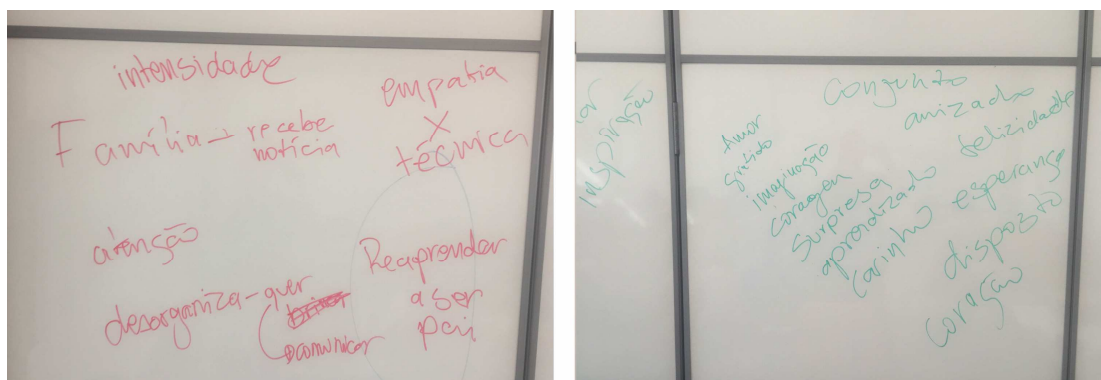 intensidade
empatia
X
técnica
Família → recebe
notícia
atenção
Reaprender
a ser
pai
desorganiza - quer
comunicar
inspiração
Conjunto
amizade
felizidade
Amor
Gratidão
imaginação
coragem
surpresa
aprendizado
carinho
esperança
disposto
coração